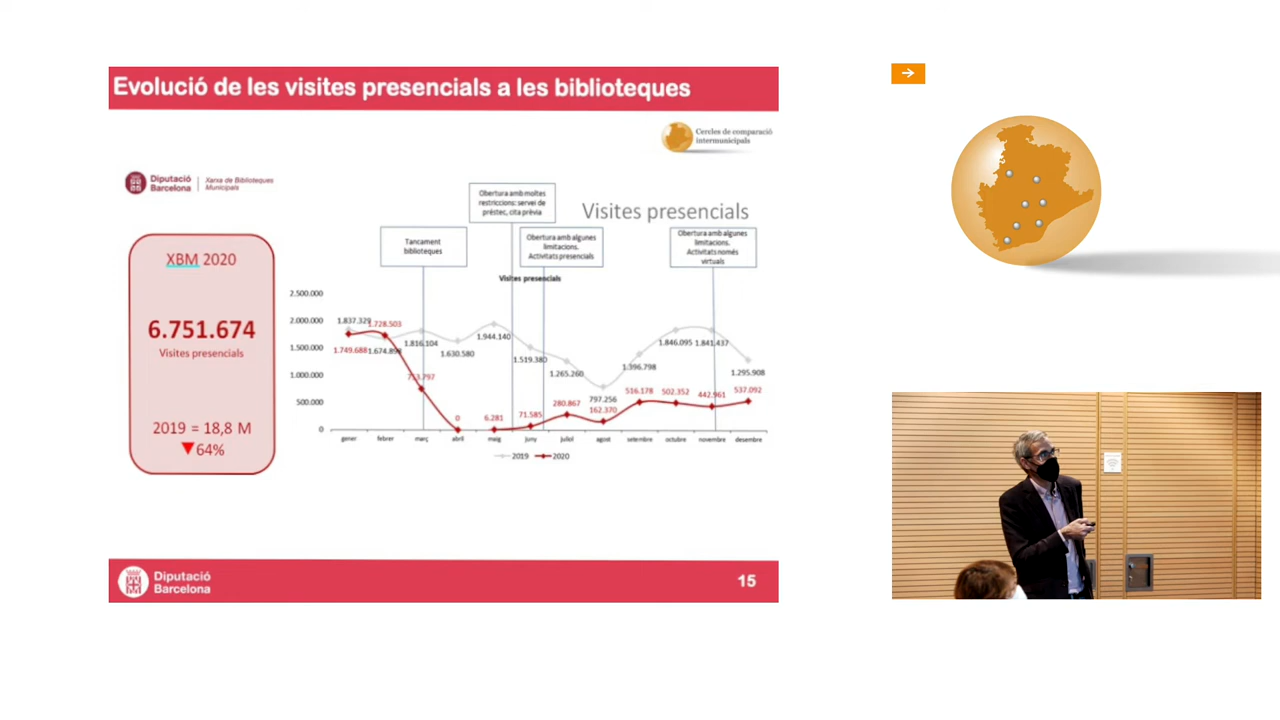 Evolució de les visites presencials a les biblioteques
Cercles de comparació
intermunicipals
Diputació
Barcelona
Xarxa de Biblioteques
Municipals
XBM 2020
6.751.674
Visites presencials
2019 = 18,8 M
64%
Visites presencials
Tancament
biblioteques
Obertura amb moltes
restriccions: servei de
préstec, cita prèvia
Obertura amb algunes
limitacions.
Activitats presencials
Obertura amb algunes
limitacions.
Activitats només
virtuals
Visites presencials
2.500.000
2.000.000
1.500.000
1.000.000
500.000
0
1.837.329
1.674.898
1.816.104
1.630.580
1.944.140
1.519.380
1.265.260
797.256
1.396.798
1.846.095
1.841.437
1.295.908
1.749.688
1.728.503
753.797
0
6.281
71.585
280.867
162.370
516.178
502.352
442.961
537.092
gener
febrer
març
abril
maig
juny
juliol
agost
setembre
octubre
novembre
desembre
2019
2020
Diputació
Barcelona
15